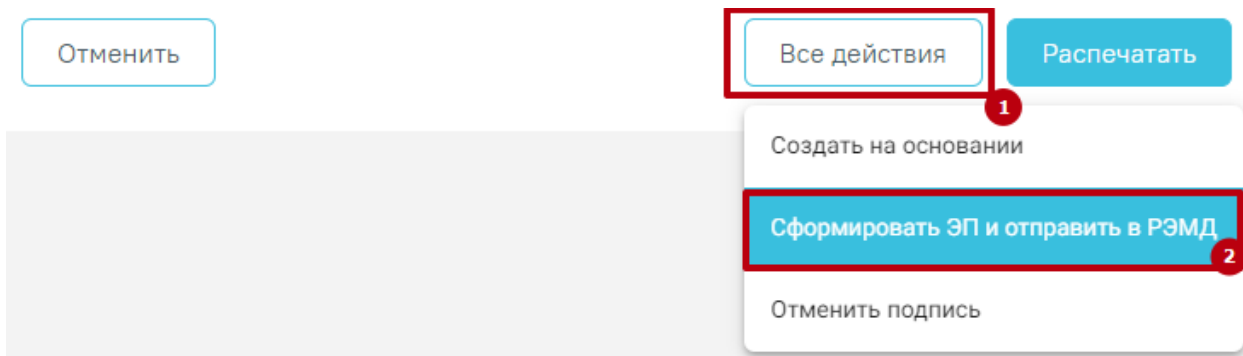 Отменить
Все действия
Распечатать
1
Создать на основании
Сформировать ЭП и отправить в РЭМД
2
Отменить подпись